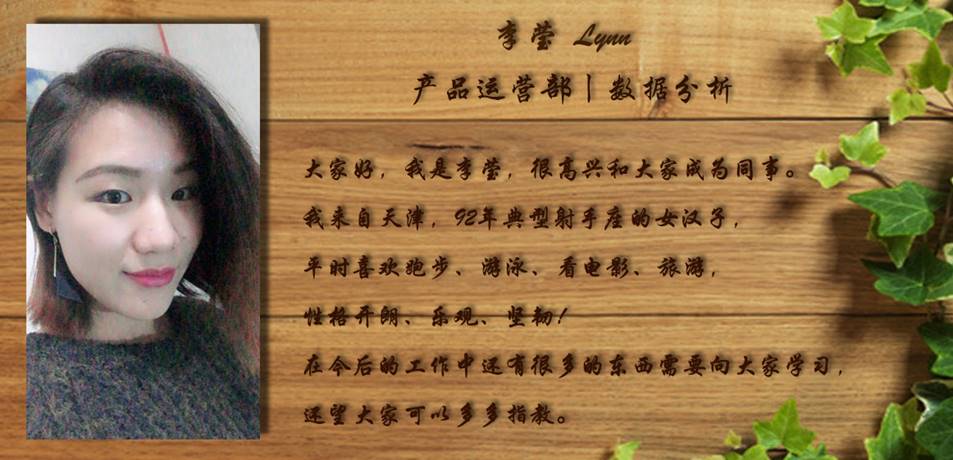 李莹 Lynn
产品运营部丨数据分析
大家好，我是李莹，很高兴和大家成为同事。
我来自天津，92年典型射手座的女汉子，
平时喜欢跑步、游泳、看电影、旅游，
性格开朗、乐观、坚韧！
在今后的工作中还有很多的东西需要向大家学习，
还望大家可以多多指教。